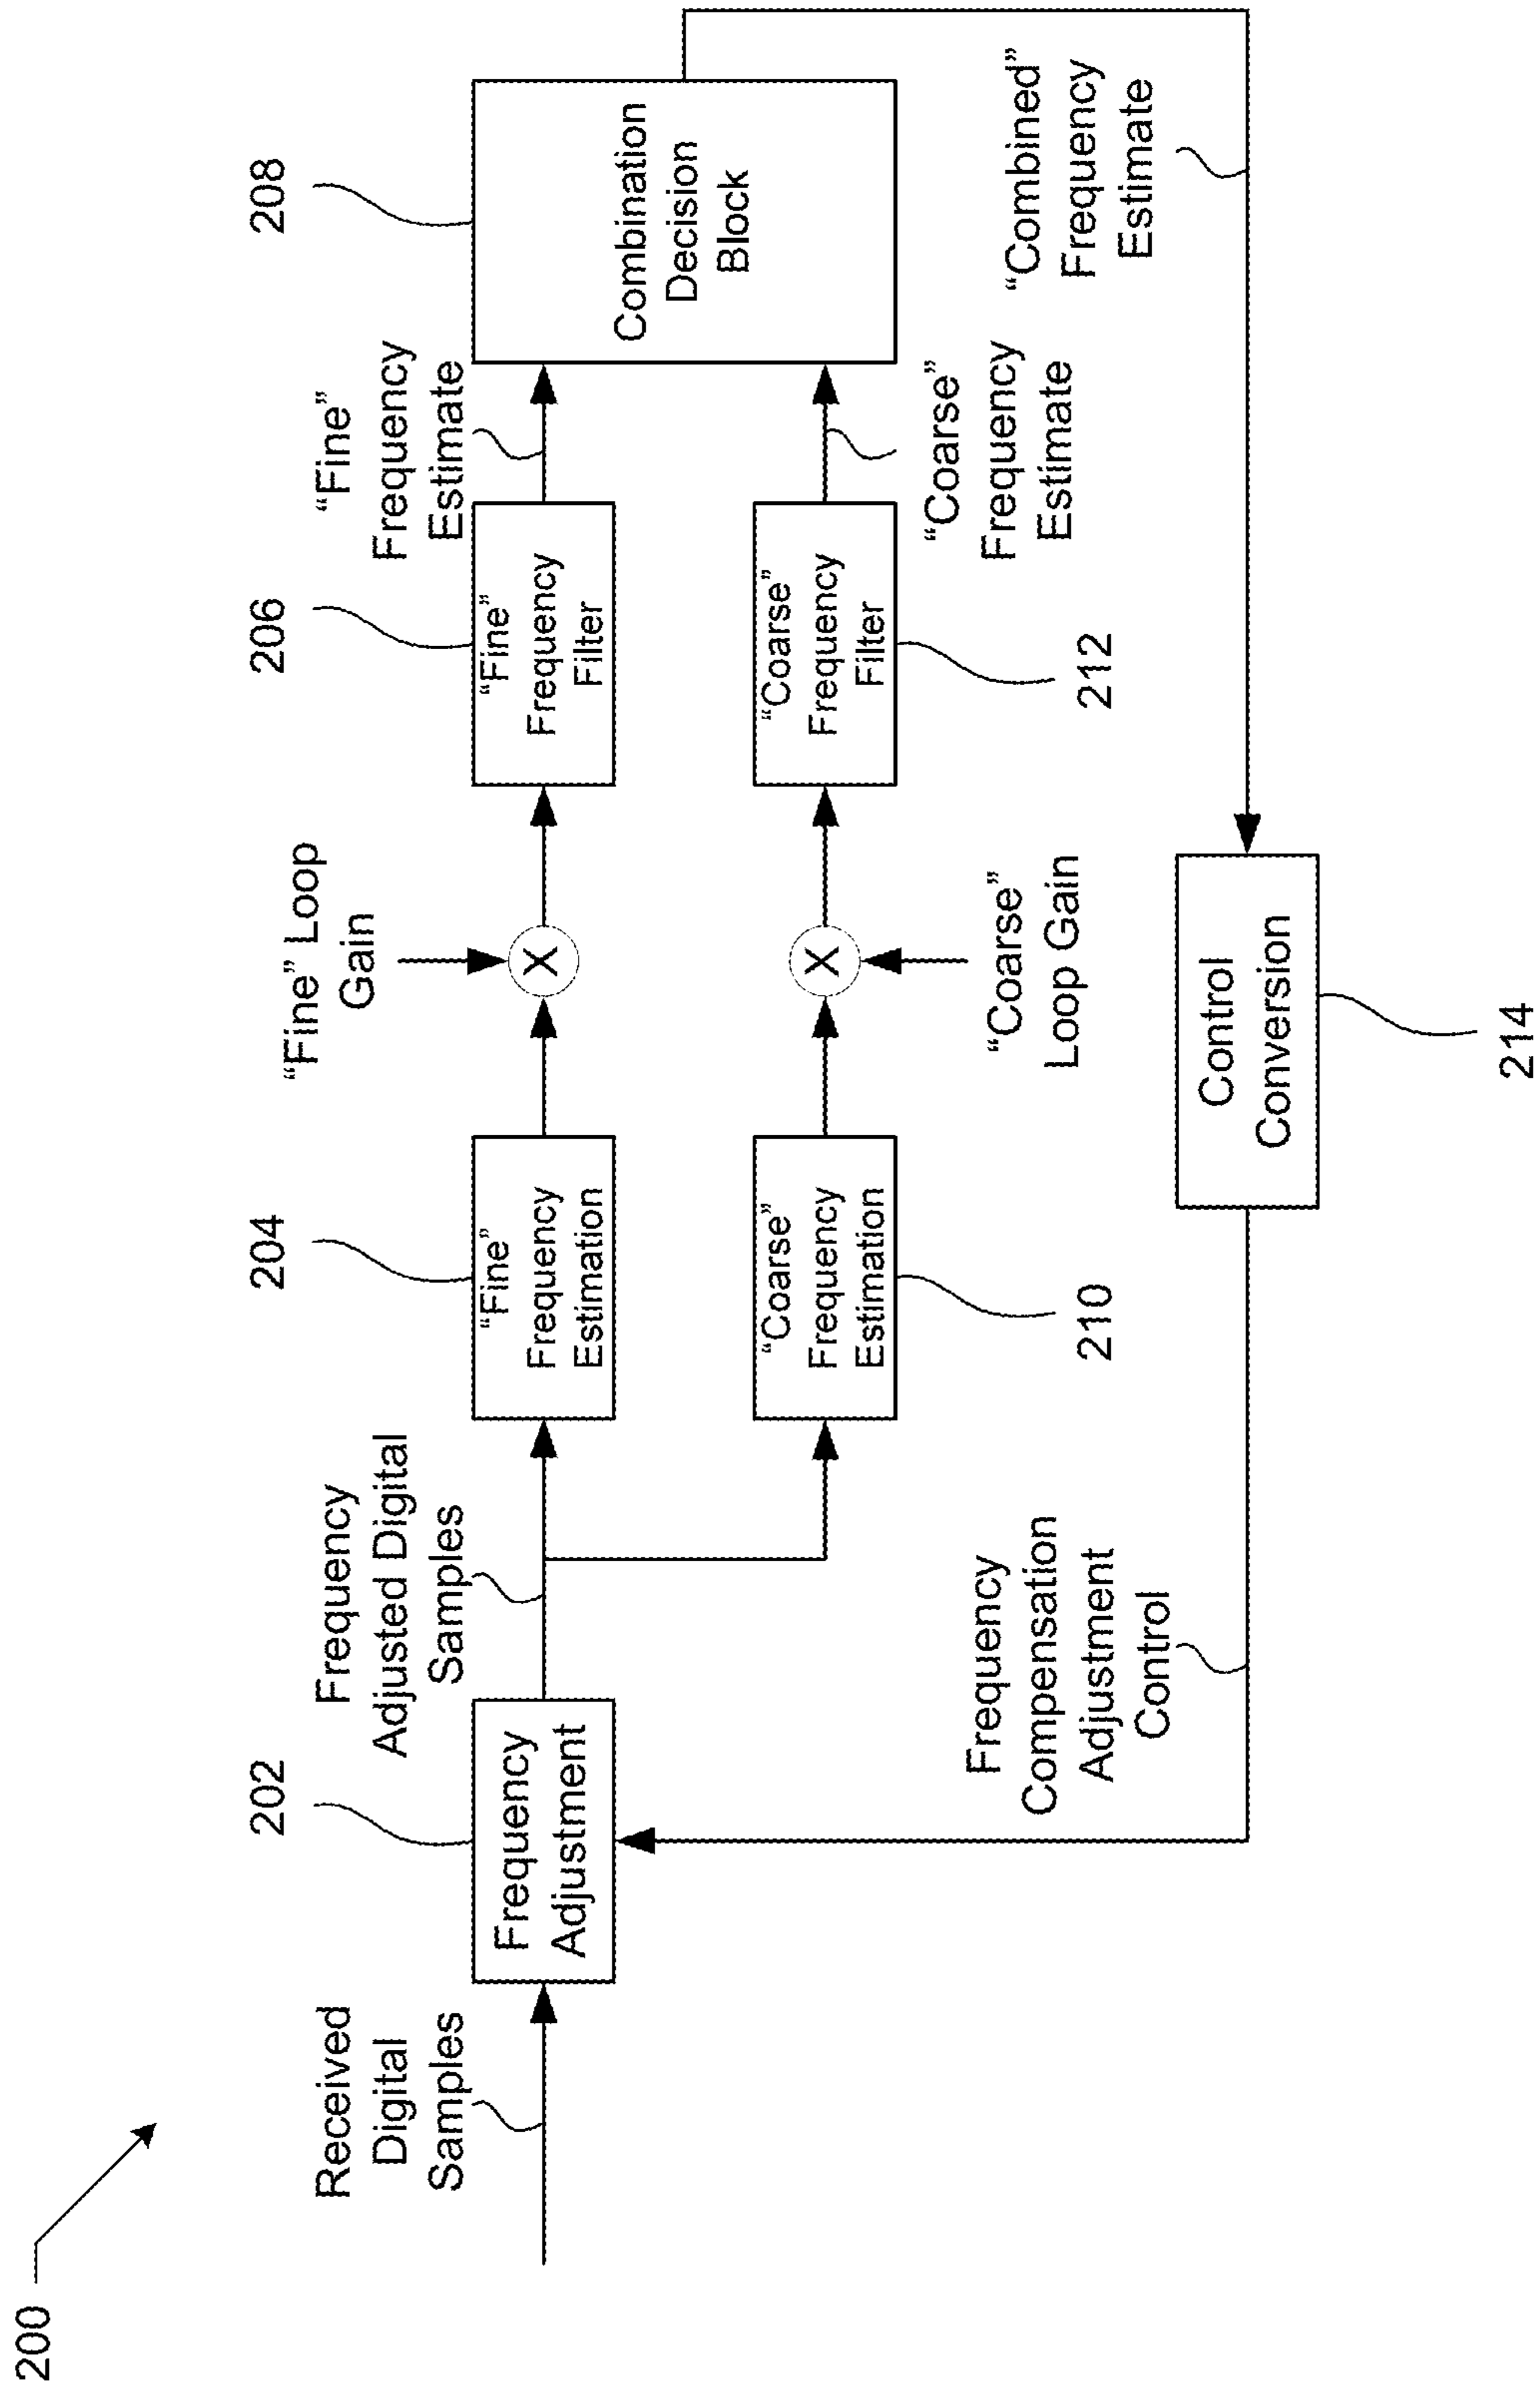 200
Received
Digital
Samples
202
Frequency
Adjustment
Frequency
Adjusted Digital
Samples
204
“Fine”
Frequency
Estimation
“Fine” Loop
Gain
X
206
“Fine”
Frequency
Filter
“Fine”
Frequency
Estimate
208
Combination
Decision
Block
“Coarse”
Frequency
Estimation
210
X
“Coarse”
Loop Gain
“Coarse”
Frequency
Filter
212
“Coarse”
Frequency
Estimate
“Combined”
Frequency
Estimate
Control
Conversion
214
Frequency
Compensation
Adjustment
Control